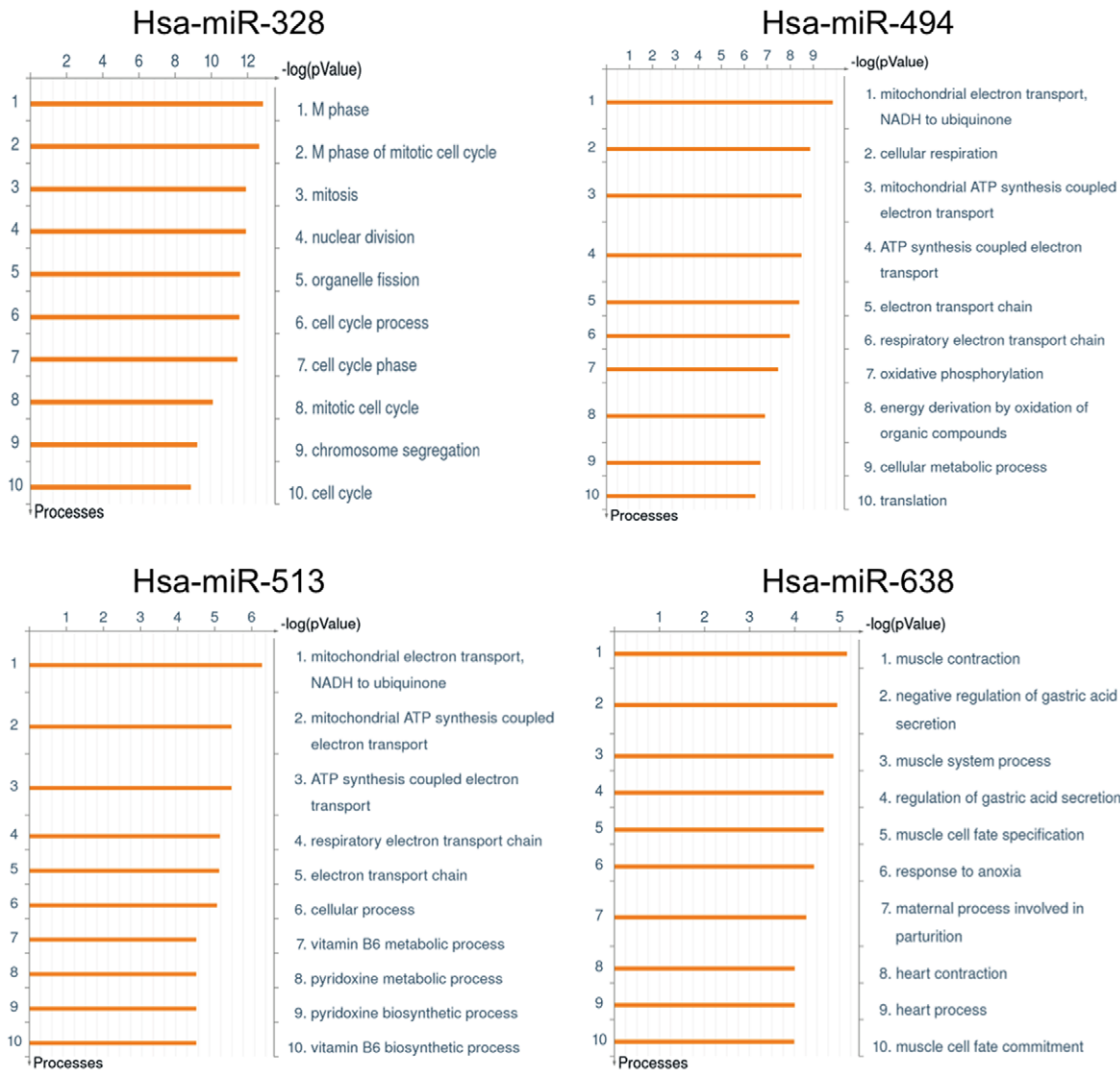 Hsa-miR-328
2 4 6 8 10 12
-log(pValue)
1
2
3
4
5
6
7
8
9
10
Processes
1. M phase
2. M phase of mitotic cell cycle
3. mitosis
4. nuclear division
5. organelle fission
6. cell cycle process
7. cell cycle phase
8. mitotic cell cycle
9. chromosome segregation
10. cell cycle
Hsa-miR-494
1 2 3 4 5 6 7 8 9
-log(pValue)
1
2
3
4
5
6
7
8
9
10
Processes
1. mitochondrial electron transport,
NADH to ubiquinone
2. cellular respiration
3. mitochondrial ATP synthesis coupled
electron transport
4. ATP synthesis coupled electron
transport
5. electron transport chain
6. respiratory electron transport chain
7. oxidative phosphorylation
8. energy derivation by oxidation of
organic compounds
9. cellular metabolic process
10. translation
Hsa-miR-513
1 2 3 4 5 6
-log(pValue)
1
2
3
4
5
6
7
8
9
10
Processes
1. mitochondrial electron transport,
NADH to ubiquinone
2. mitochondrial ATP synthesis coupled
electron transport
3. ATP synthesis coupled electron
transport
4. respiratory electron transport chain
5. electron transport chain
6. cellular process
7. vitamin B6 metabolic process
8. pyridoxine metabolic process
9. pyridoxine biosynthetic process
10. vitamin B6 biosynthetic process
Hsa-miR-638
1 2 3 4 5
-log(pValue)
1
2
3
4
5
6
7
8
9
10
Processes
1. muscle contraction
2. negative regulation of gastric acid
secretion
3. muscle system process
4. regulation of gastric acid secretion
5. muscle cell fate specification
6. response to anoxia
7. maternal process involved in
parturition
8. heart contraction
9. heart process
10. muscle cell fate commitment